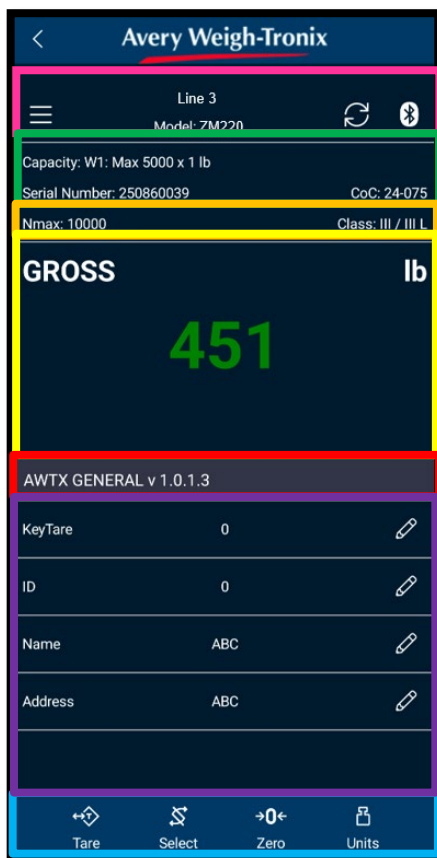 Avery Weigh-Tronix
Line 3
Model: ZM220
Capacity: W1: Max 5000 x 1 lb
Serial Number: 250860039 CoC: 24-075
Nmax: 10000 Class: III / III L
GROSS lb
451
AWTX GENERAL v 1.0.1.3
KeyTare 0
ID 0
Name ABC
Address ABC
T
→0←
Tare Select Zero Units